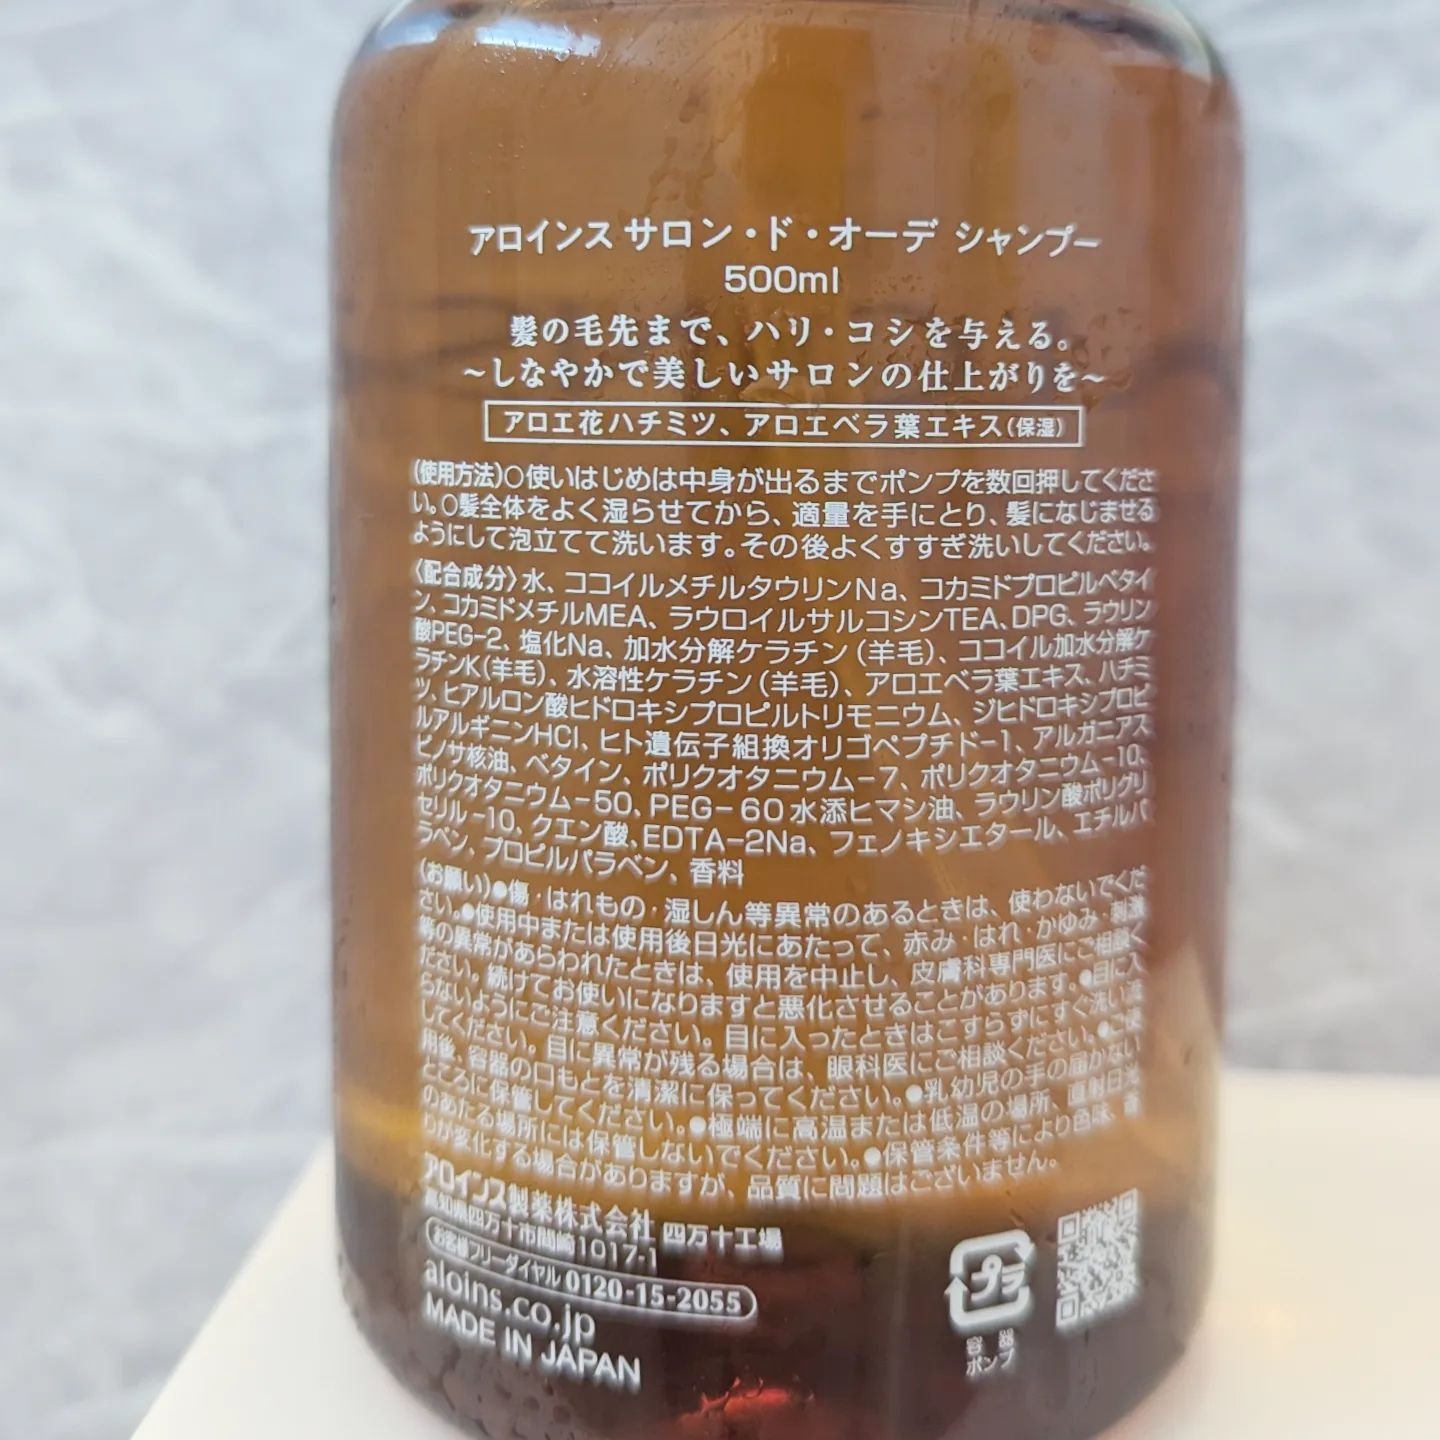 アロインス サロン・ド・オーデ シャンプー
500ml
髪の毛先まで、ハリ・コシを与える。
~しなやかで美しいサロンの仕上がりを~
アロエ花ハチミツ、アロエベラ葉エキス(保湿)
(使用方法)○使いはじめは中身が出るまでポンプを数回押してくださ
い。○髪全体をよく湿らせてから、適量を手にとり、髪になじませる
ようにして泡立てて洗います。その後よくすすぎ洗いしてください。
〈配合成分〉水、ココイルメチルタウリンNa、コカミドプロピルベタイ
ン、コカミドメチルMEA、ラウロイルサルコシンTEA、DPG、ラウリン
酸PEG-2、塩化Na、加水分解ケラチン(羊毛)、ココイル加水分解ケ
ラチンK(羊毛)、水溶性ケラチン(羊毛)、アロエベラ葉エキス、ハチミ
ツ、ヒアルロン酸ヒドロキシプロピルトリモニウム、ジヒドロキシプロピ
ルアルギニンHCl、ヒト遺伝子組換オリゴペプチド-1、アルガニアス
ピノサ核油、ベタイン、ポリクオタニウム-7、ポリクオタニウム-10、
ポリクオタニウム-50、PEG-60水添ヒマシ油、ラウリン酸ポリグリ
セリル-10、クエン酸、EDTA-2Na、フェノキシエタノール、エチルパ
ラベン、プロピルパラベン、香料
(お願い)●傷・はれもの・湿しん等異常のあるときは、使わないでくだ
さい。●使用中または使用後日光にあたって、赤み・はれ・かゆみ・刺激
等の異常があらわれたときは、使用を中止し、皮膚科専門医にご相談く
ださい。続けてお使いになりますと悪化させることがあります。●目に入
らないようにご注意ください。目に入ったときはこすらずにすぐ洗い流
してください。目に異常が残る場合は、眼科医にご相談ください。●ご使
用後、容器の口もとを清潔に保ってください。●乳幼児の手の届かない
ところに保管してください。●極端に高温または低温の場所、直射日光
のあたる場所には保管しないでください。●保管条件等により色味、香
りが変化する場合がありますが、品質に問題はございません。
アロインス製薬株式会社 四万十工場
高知県四万十市間崎1017-1
お客様フリーダイヤル 0120-15-2055
aloins.co.jp
MADE IN JAPAN
プラ
容器
ポンプ